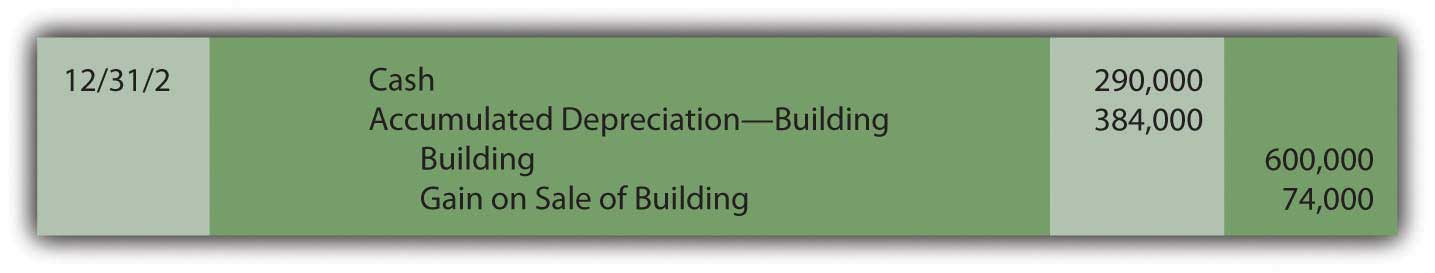 12/31/2 Cash 290,000
Accumulated Depreciation—Building 384,000
Building 600,000
Gain on Sale of Building 74,000